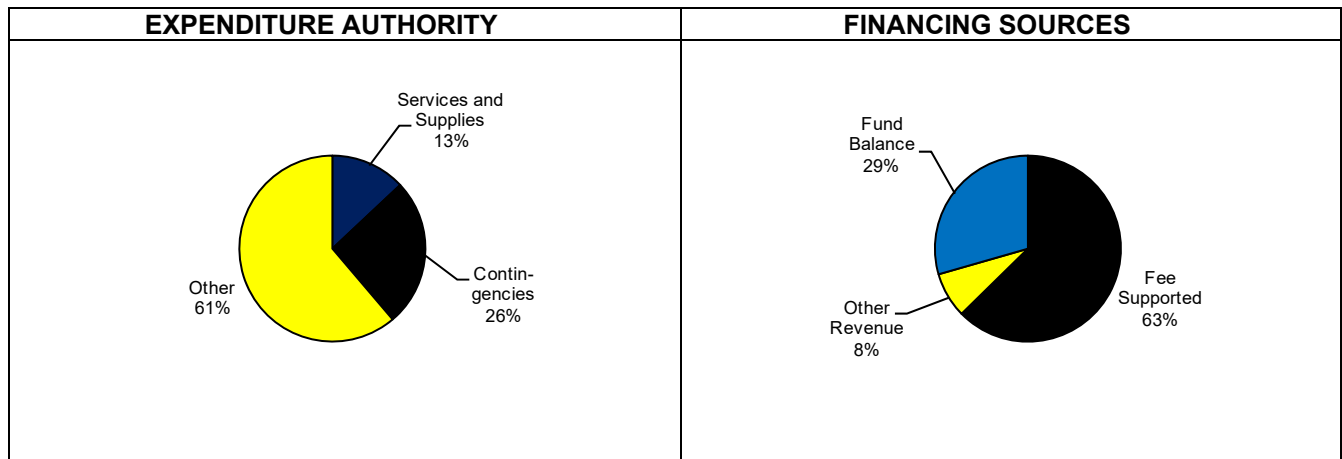 EXPENDITURE AUTHORITY
FINANCING SOURCES
Services and
Supplies
13%
Contin-
gencies
26%
Other
61%
Fund
Balance
29%
Fee
Supported
63%
Other
Revenue
8%